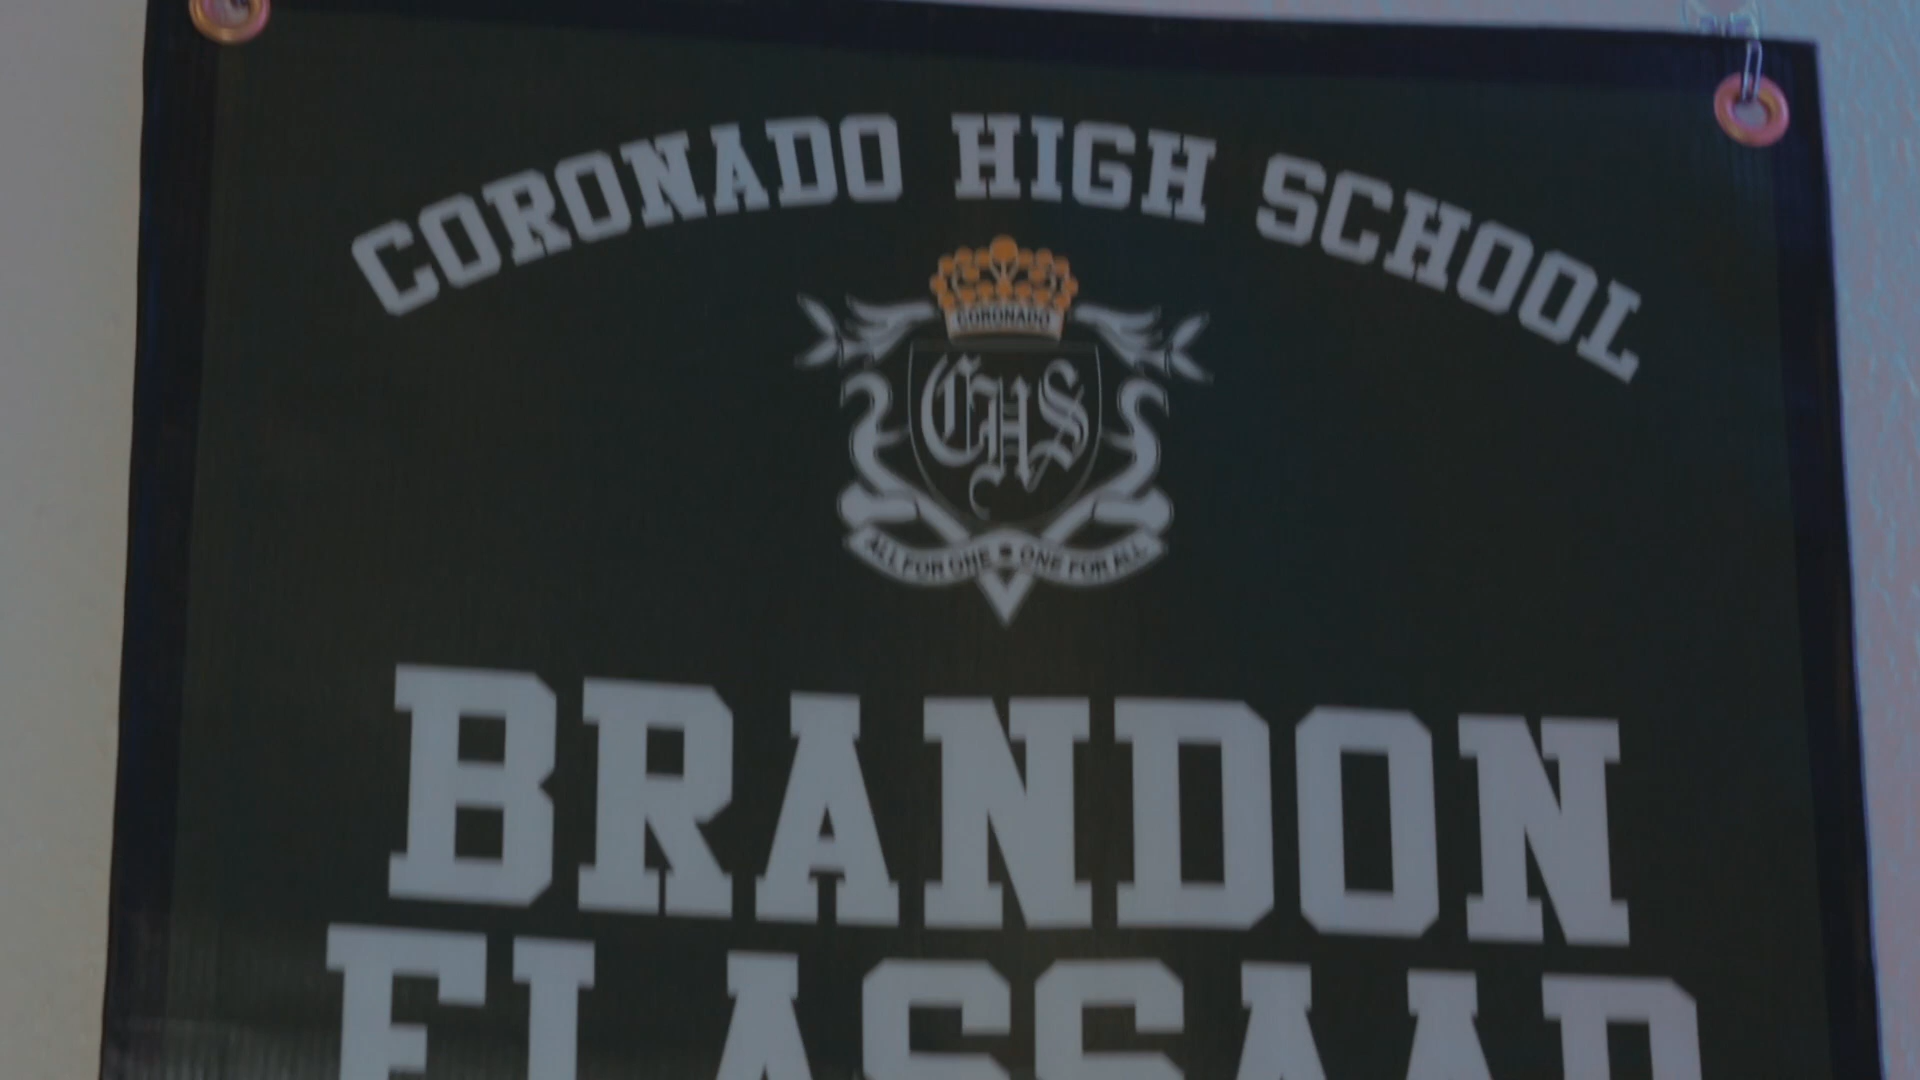 CORONADO HIGH SCHOOL
CORONADO
CHS
ALL FOR ONE • ONE FOR ALL
BRANDON